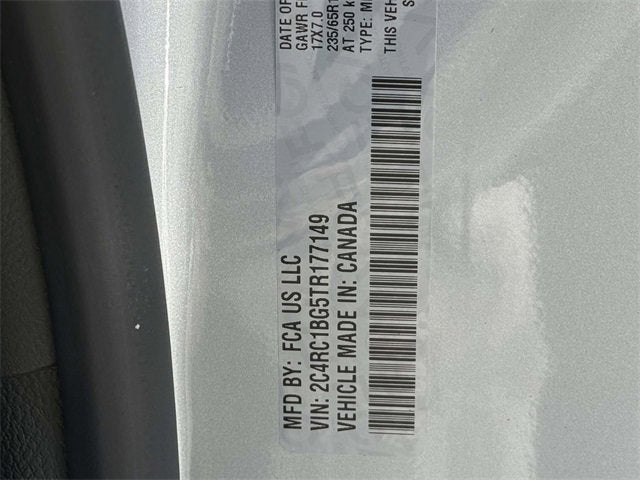 MFD BY: FCA US LLC
VIN: 2C4RC1BG5TR177149
VEHICLE MADE IN: CANADA
DATE O
GAWR F
17X7.0
235/65R1
AT 250 k
TYPE: M
THIS VEH
S